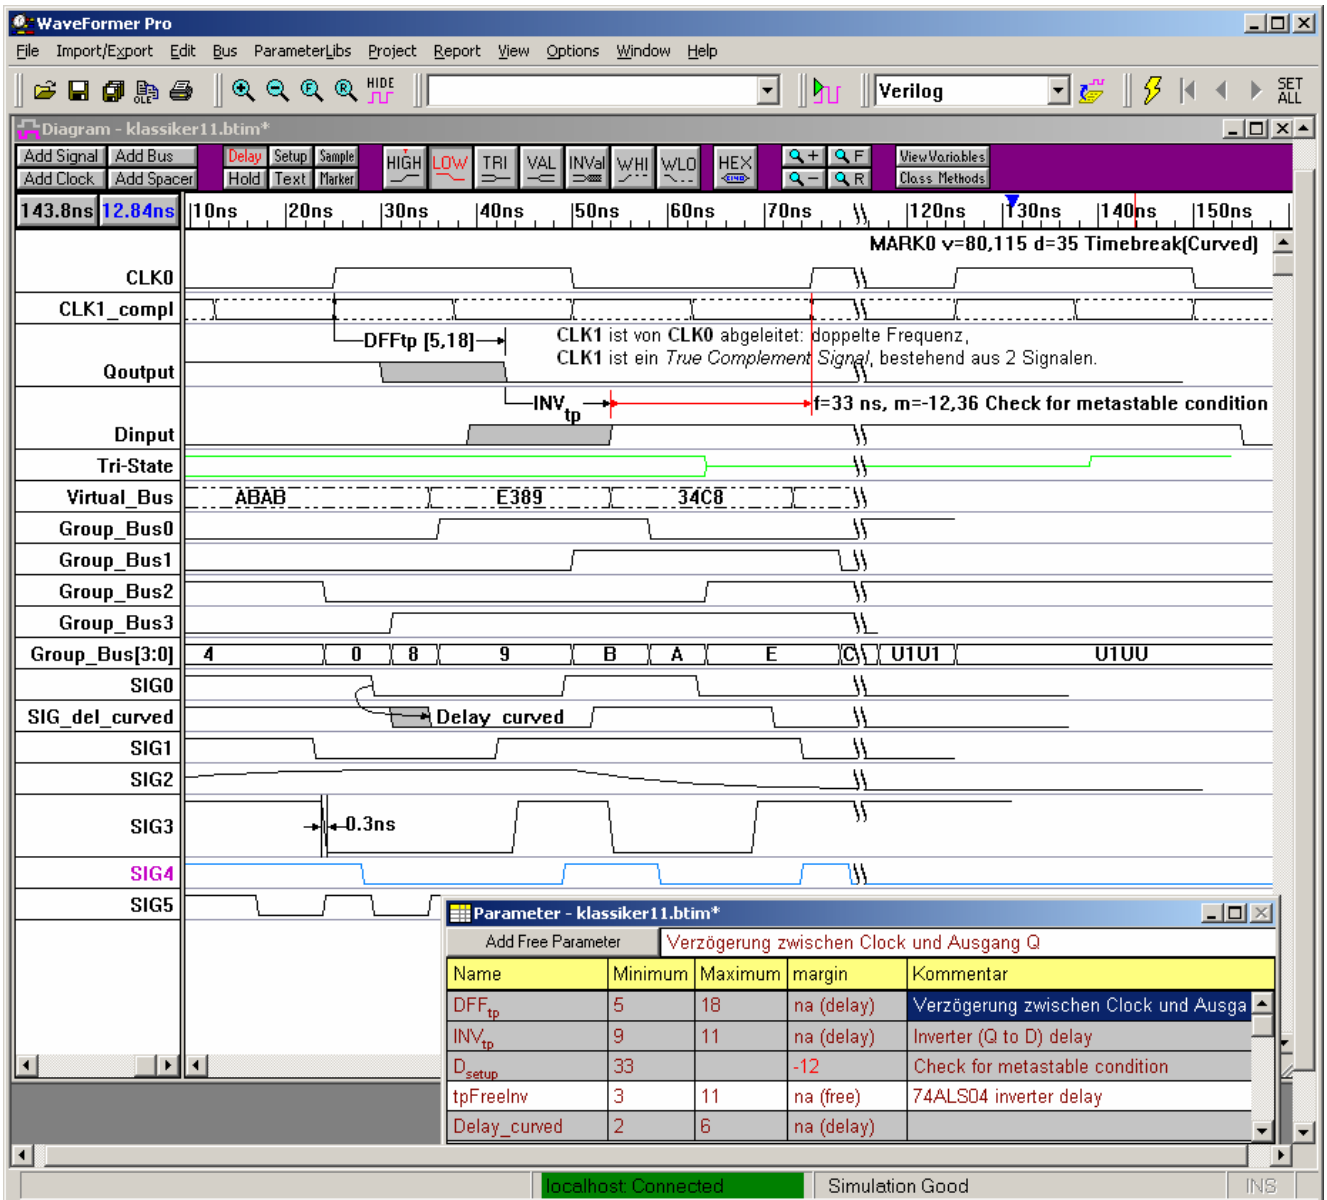 WaveFormer Pro
File Import/Export Edit Bus ParameterLibs Project Report View Options Window Help
OLE HIDE Verilog SET ALL
Diagram - klassiker11.btim*
Add Signal Add Bus Delay Setup Sample HIGH LOW TRI VAL INVal WHI WLO HEX + F View Variables
Add Clock Add Spacer Hold Text Marker - R Class Methods
143.8ns 12.84ns 10ns 20ns 30ns 40ns 50ns 60ns 70ns 120ns 130ns 140ns 150ns
MARK0 v=80,115 d=35 Timebreak(Curved)
CLK0
CLK1_compl
DFFtp [5,18] CLK1 ist von CLK0 abgeleitet: doppelte Frequenz,
CLK1 ist ein True Complement Signal, bestehend aus 2 Signalen.
Qoutput
INVtp f=33 ns, m=-12,36 Check for metastable condition
Dinput
Tri-State
Virtual_Bus ABAB E389 34C8
Group_Bus0
Group_Bus1
Group_Bus2
Group_Bus3
Group_Bus[3:0] 4 0 8 9 B A E C U1U1 U1UU
SIG0
SIG_del_curved Delay_curved
SIG1
SIG2
SIG3 0.3ns
SIG4
SIG5
Parameter - klassiker11.btim*
Add Free Parameter Verzögerung zwischen Clock und Ausgang Q
Name Minimum Maximum margin Kommentar
DFFtp 5 18 na (delay) Verzögerung zwischen Clock und Ausga
INVtp 9 11 na (delay) Inverter (Q to D) delay
Dsetup 33 -12 Check for metastable condition
tpFreeInv 3 11 na (free) 74ALS04 inverter delay
Delay_curved 2 6 na (delay)
localhost: Connected Simulation Good INS